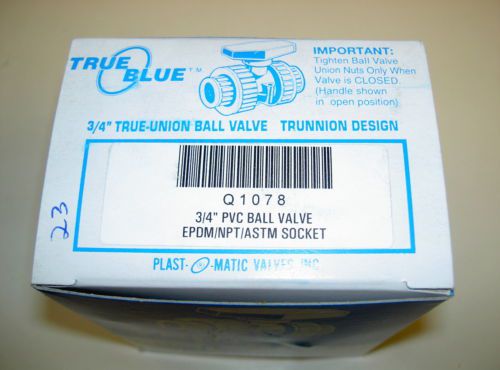 TRUE BLUE™
IMPORTANT:
Tighten Ball Valve
Union Nuts Only When
Valve is CLOSED.
(Handle shown
in open position)
3/4" TRUE-UNION BALL VALVE TRUNNION DESIGN
Q1078
3/4" PVC BALL VALVE
EPDM/NPT/ASTM SOCKET
23
PLAST-O-MATIC VALVES, INC